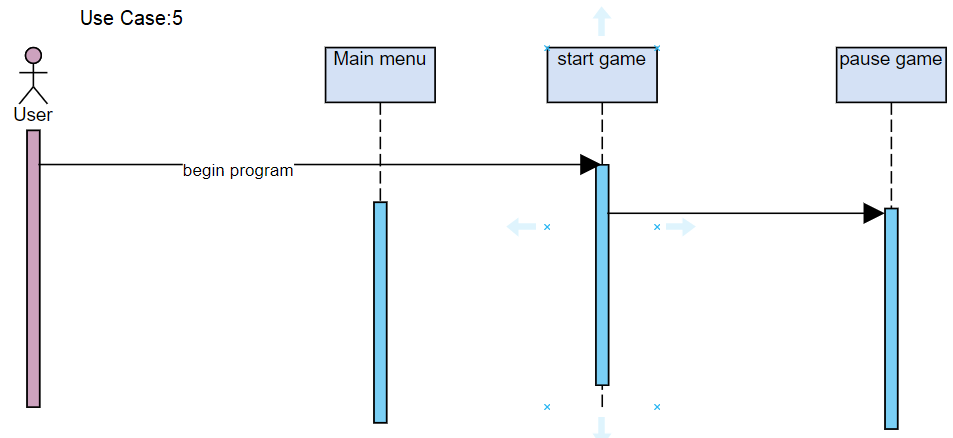 Use Case:5
User
Main menu
start game
pause game
begin program